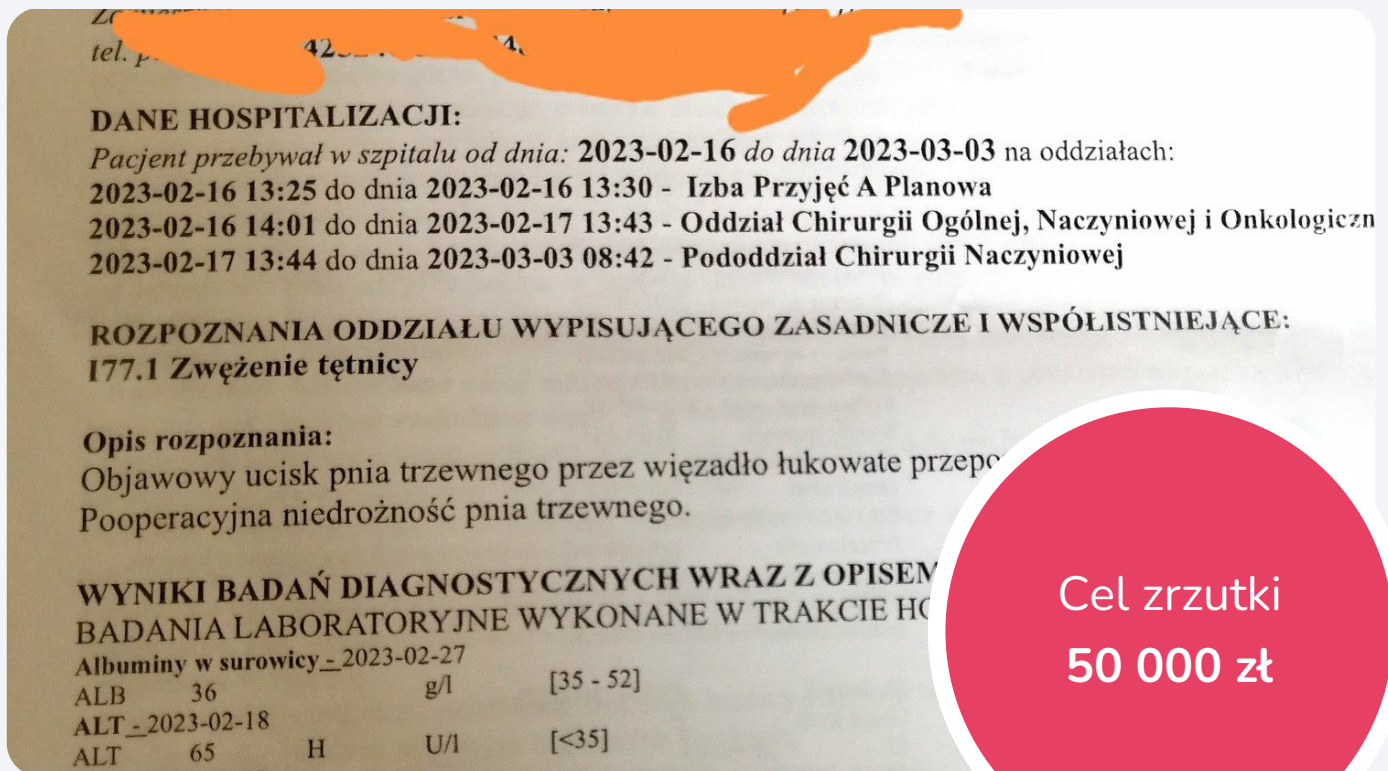 tel.
DANE HOSPITALIZACJI:
Pacjent przebywał w szpitalu od dnia: 2023-02-16 do dnia 2023-03-03 na oddziałach:
2023-02-16 13:25 do dnia 2023-02-16 13:30 - Izba Przyjęć A Planowa
2023-02-16 14:01 do dnia 2023-02-17 13:43 - Oddział Chirurgii Ogólnej, Naczyniowej i Onkologiczn
2023-02-17 13:44 do dnia 2023-03-03 08:42 - Pododdział Chirurgii Naczyniowej
ROZPOZNANIA ODDZIAŁU WYPISUJĄCEGO ZASADNICZE I WSPÓŁISTNIEJĄCE:
I77.1 Zwężenie tętnicy
Opis rozpoznania:
Objawowy ucisk pnia trzewnego przez więzadło łukowate przepo
Pooperacyjna niedrożność pnia trzewnego.
WYNIKI BADAŃ DIAGNOSTYCZNYCH WRAZ Z OPISEM
BADANIA LABORATORYJNE WYKONANE W TRAKCIE HO
Albuminy w surowicy - 2023-02-27
ALB 36 g/l [35 - 52]
ALT - 2023-02-18
ALT 65 H U/l [<35]
Cel zrzutki
50 000 zł